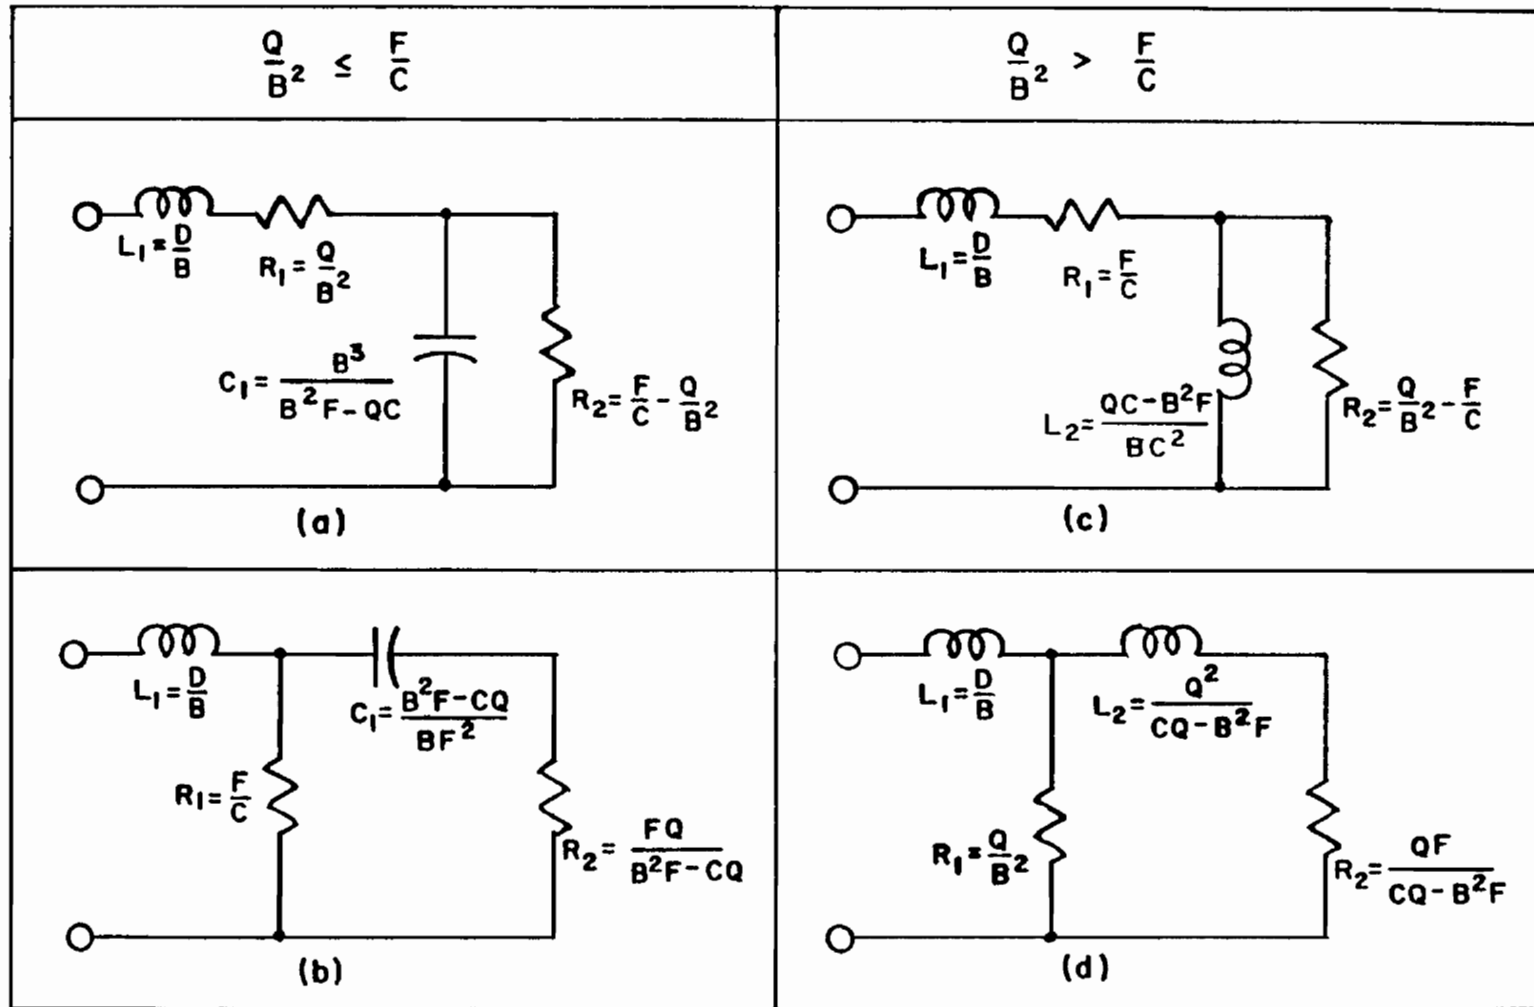 Q/B² ≤ F/C
Q/B² > F/C
L₁=D/B
R₁=Q/B²
C₁=B³/(B²F-QC)
R₂=F/C-Q/B²
(a)
L₁=D/B
R₁=F/C
L₂=(QC-B²F)/(BC²)
R₂=Q/B²-F/C
(c)
L₁=D/B
C₁=(B²F-CQ)/(BF²)
R₁=F/C
R₂=FQ/(B²F-CQ)
(b)
L₁=D/B
L₂=Q²/(CQ-B²F)
R₁=Q/B²
R₂=QF/(CQ-B²F)
(d)